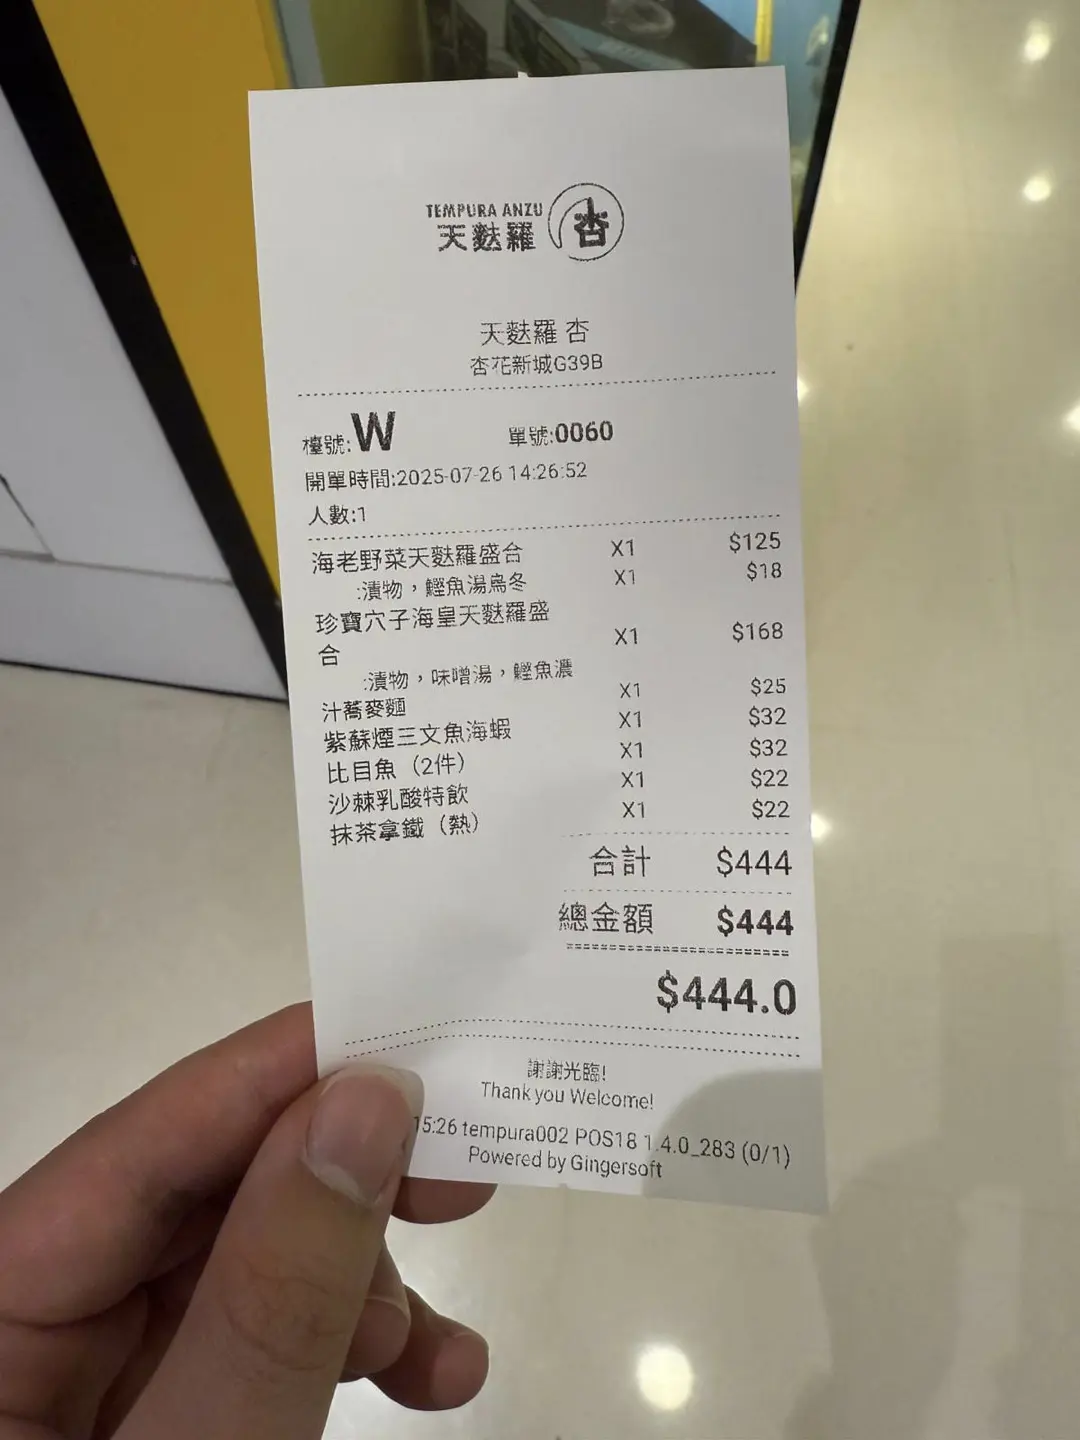 TEMPURA ANZU
天麩羅 杏
天麩羅 杏
杏花新城G39B
檯號:W 單號:0060
開單時間:2025-07-26 14:26:52
人數:1
海老野菜天麩羅盛合 X1 $125
:漬物，鰹魚湯烏冬 X1 $18
珍寶穴子海皇天麩羅盛
合 X1 $168
:漬物，味噌湯，鰹魚濃
汁蕎麥麵 X1 $25
紫蘇煙三文魚海蝦 X1 $32
比目魚（2件） X1 $32
沙棘乳酸特飲 X1 $22
抹茶拿鐵（熱） X1 $22
合計 $444
總金額 $444
$444.0
謝謝光臨!
Thank you Welcome!
15:26 tempura002 POS18 1.4.0_283 (0/1)
Powered by Gingersoft